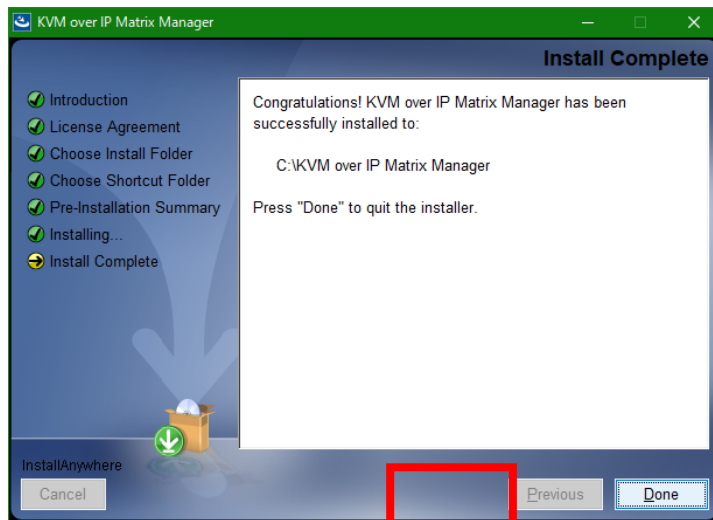 KVM over IP Matrix Manager
Install Complete
Introduction
License Agreement
Choose Install Folder
Choose Shortcut Folder
Pre-Installation Summary
Installing...
Install Complete
Congratulations! KVM over IP Matrix Manager has been
successfully installed to:
C:\KVM over IP Matrix Manager
Press "Done" to quit the installer.
InstallAnywhere
Cancel
Previous
Done